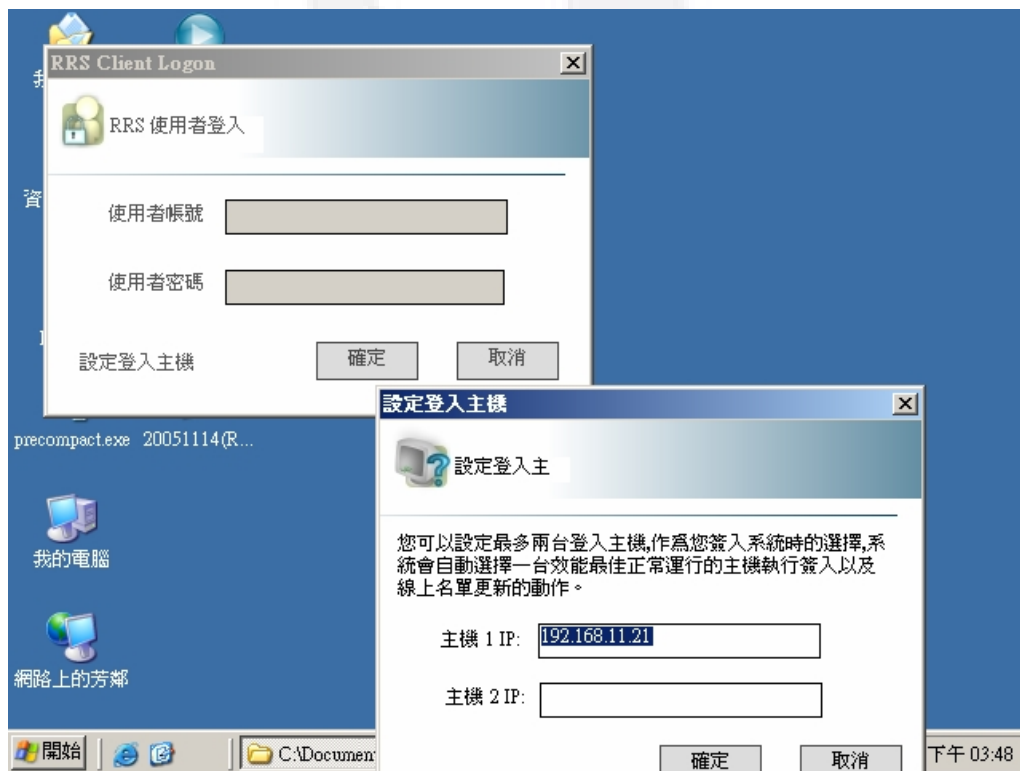 RRS Client Logon
RRS 使用者登入
使用者帳號
使用者密碼
設定登入主機
確定
取消
設定登入主機
設定登入主
您可以設定最多兩台登入主機,作為您簽入系統時的選擇,系
統會自動選擇一台效能最佳正常運行的主機執行簽入以及
線上名單更新的動作。
主機 1 IP:
192.168.11.21
主機 2 IP:
確定
取消
資
precompact.exe
20051114(R...
我的電腦
網路上的芳鄰
開始
C:\Documen
下午 03:48